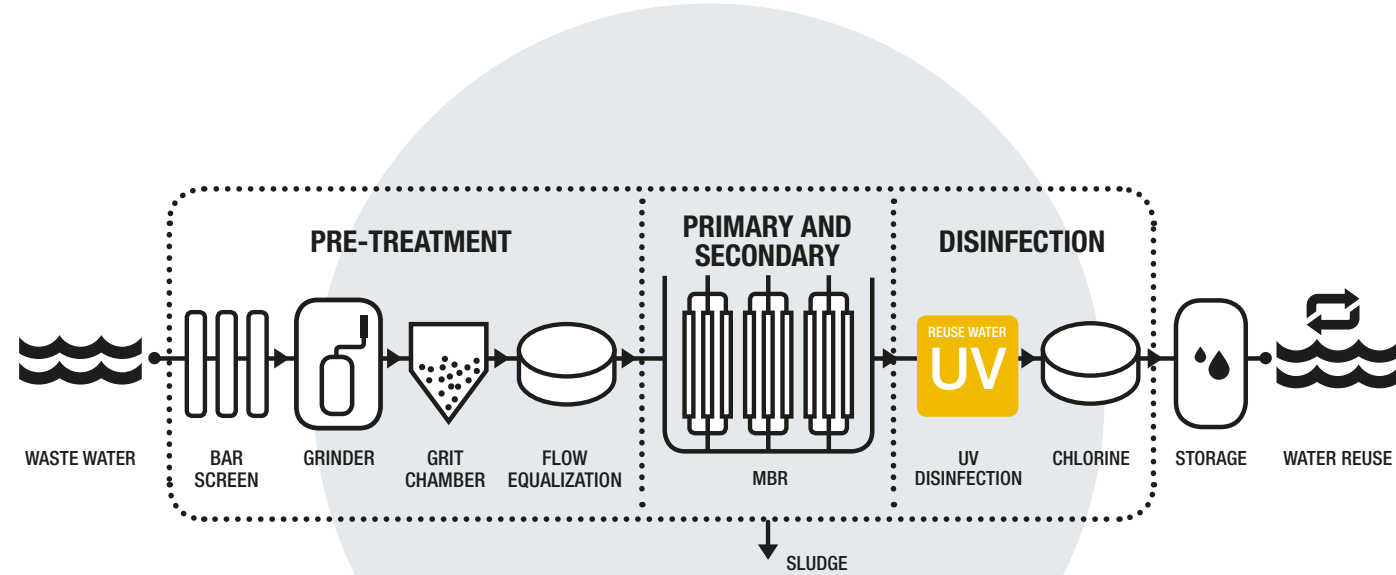 PRE-TREATMENT
PRIMARY AND
SECONDARY
DISINFECTION
REUSE WATER
UV
WASTE WATER
BAR
SCREEN
GRINDER
GRIT
CHAMBER
FLOW
EQUALIZATION
MBR
UV
DISINFECTION
CHLORINE
STORAGE
WATER REUSE
SLUDGE